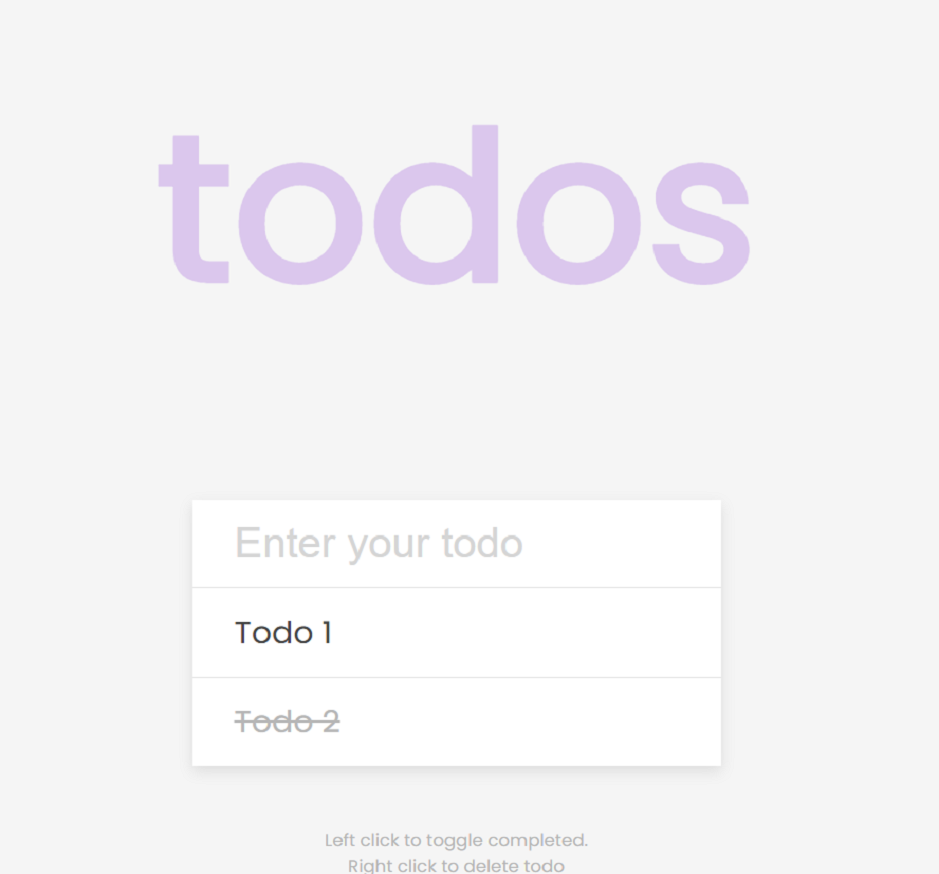 todos
Enter your todo
Todo 1
Todo 2
Left click to toggle completed.
Right click to delete todo